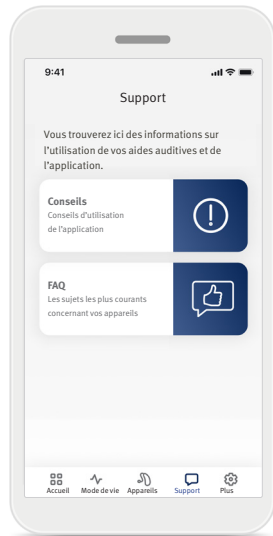 9:41
Support
Vous trouverez ici des informations sur
l'utilisation de vos aides auditives et de
l'application.
Conseils
Conseils d'utilisation
de l'application
FAQ
Les sujets les plus courants
concernant vos appareils
Accueil Mode de vie Appareils Support Plus